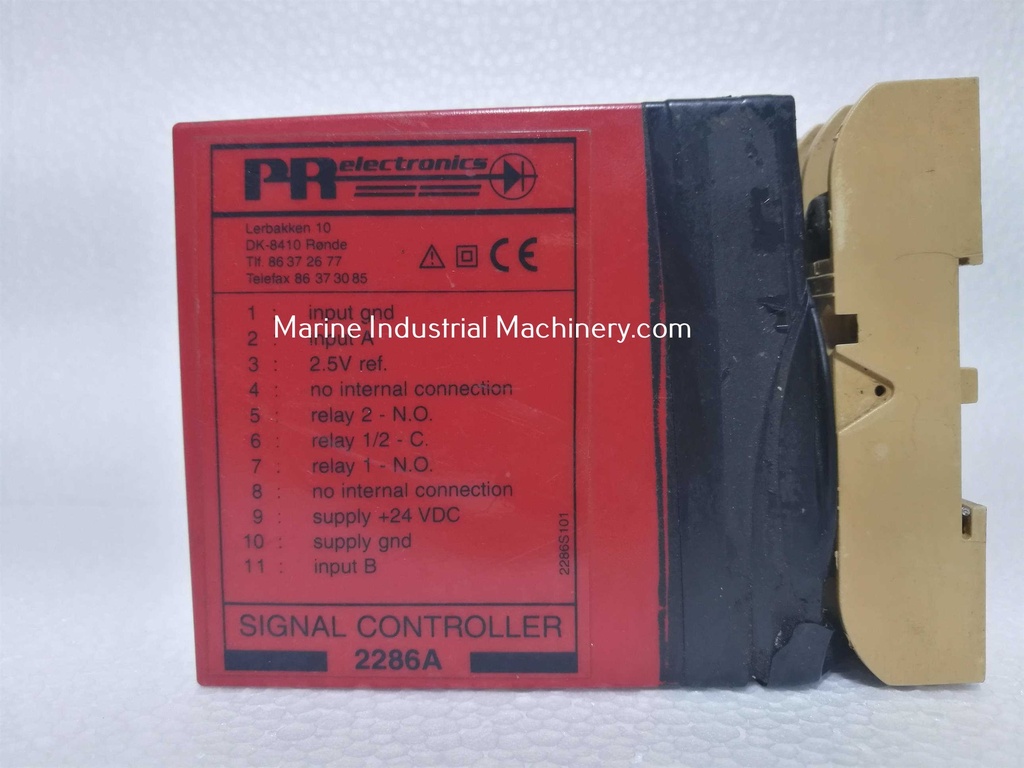 PR electronics
Lerbakken 10
DK-8410 Rønde
Tlf. 86 37 26 77
Telefax 86 37 30 85
CE
1 : input gnd
Marine Industrial Machinery.com
2 : input A
3 : 2.5V ref.
4 : no internal connection
5 : relay 2 - N.O.
6 : relay 1/2 - C.
7 : relay 1 - N.O.
8 : no internal connection
9 : supply +24 VDC
10 : supply gnd
11 : input B
2286S101
SIGNAL CONTROLLER
2286A